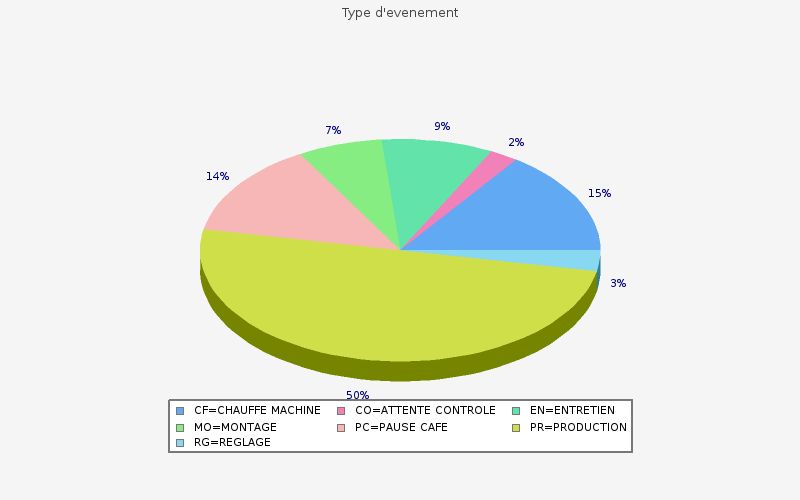 Type d'evenement
7%
9%
2%
14%
15%
3%
50%
CF=CHAUFFE MACHINE
CO=ATTENTE CONTROLE
EN=ENTRETIEN
MO=MONTAGE
PC=PAUSE CAFE
PR=PRODUCTION
RG=REGLAGE